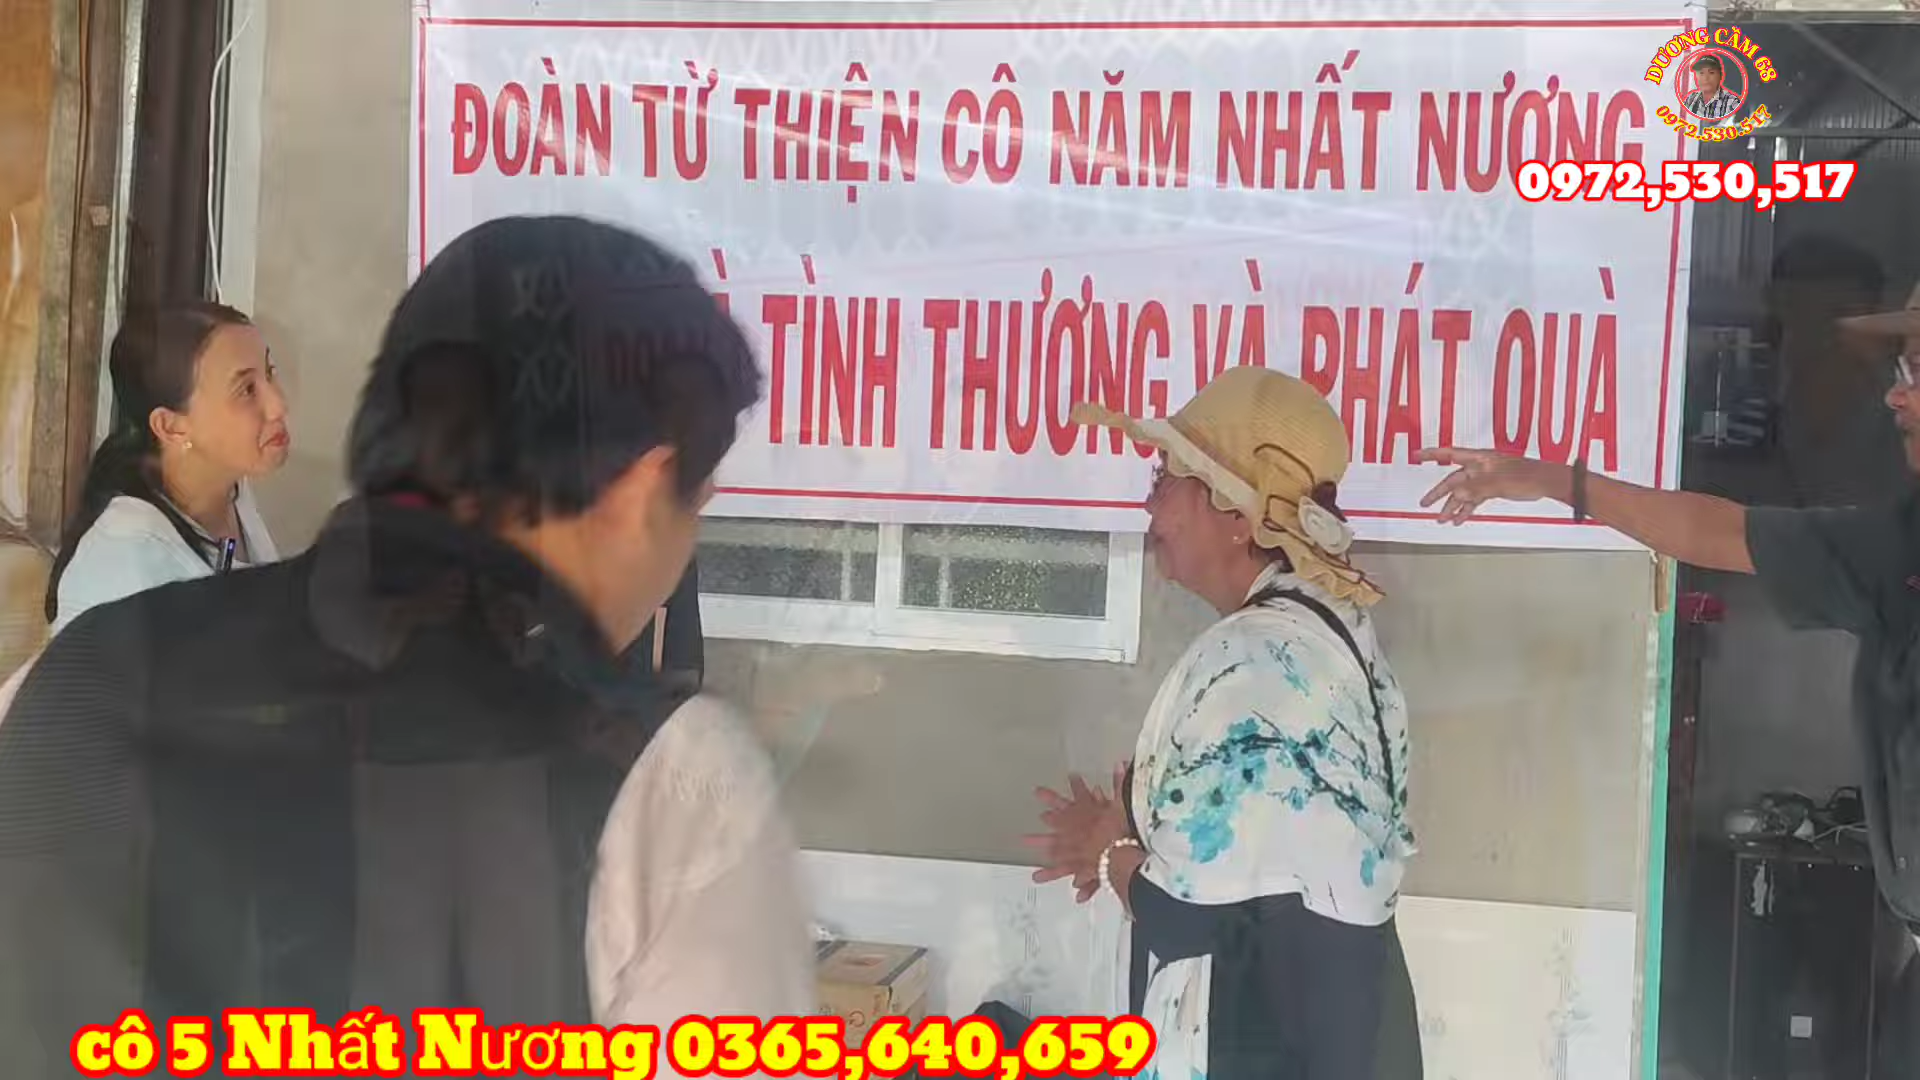 ĐOÀN TỪ THIỆN CÔ NĂM NHẤT NƯƠNG
TÌNH THƯƠNG VÀ PHÁT QUÀ
DƯƠNG CẦM 68
0972.530.517
0972,530,517
cô 5 Nhất Nương 0365,640,659